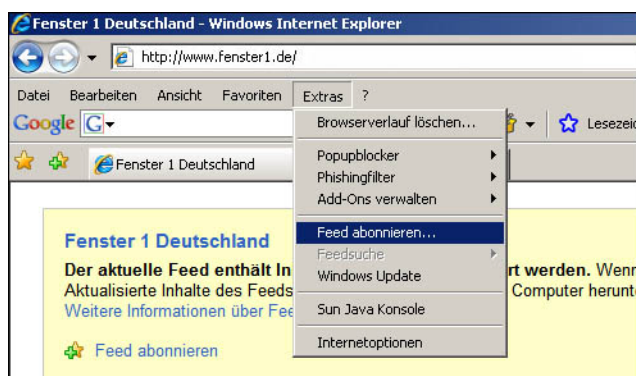 Fenster 1 Deutschland - Windows Internet Explorer
http://www.fenster1.de/
Datei Bearbeiten Ansicht Favoriten Extras ?
Google G
Browserverlauf löschen...
Lesezeic
Fenster 1 Deutschland
Popupblocker
Phishingfilter
Add-Ons verwalten
Feed abonnieren...
Feedsuche
Windows Update
Sun Java Konsole
Internetoptionen
Fenster 1 Deutschland
Der aktuelle Feed enthält In rt werden. Wenn
Aktualisierte Inhalte des Feeds Computer herunt
Weitere Informationen über Fee
Feed abonnieren